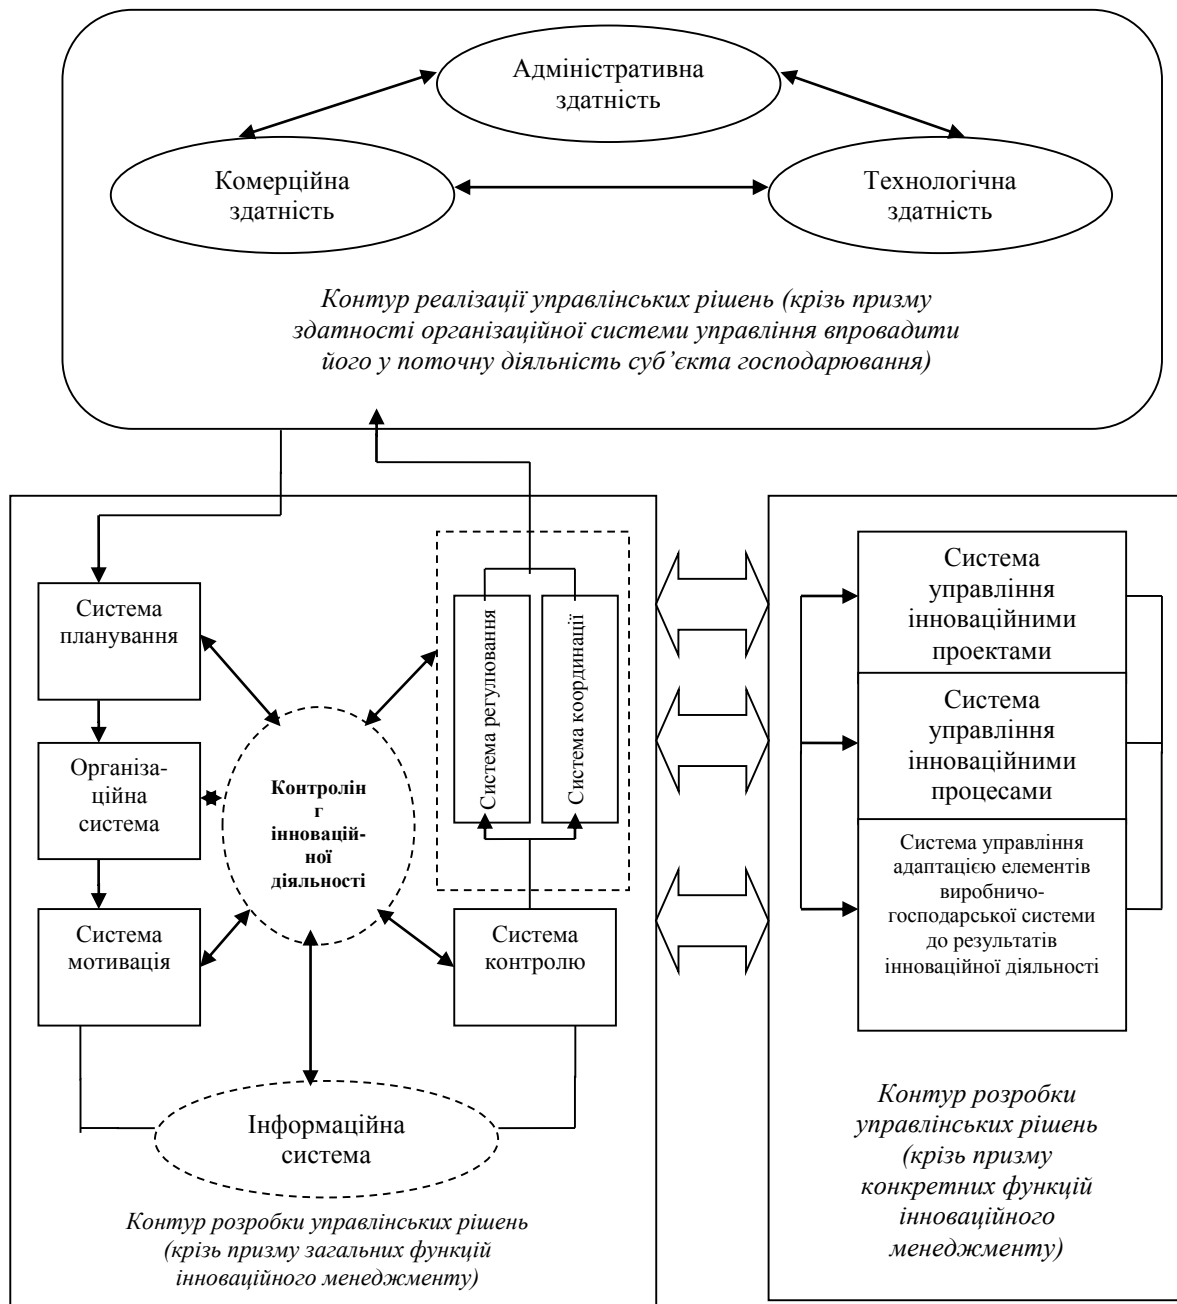 Адміністративна
здатність
Комерційна
здатність
Технологічна
здатність
Контур реалізації управлінських рішень (крізь призму
здатності організаційної системи управління впровадити
його у поточну діяльність суб’єкта господарювання)
Система
планування
Організа-
ційна
система
Система
мотивація
Контролін
г
інновацій-
ної
діяльності
Система регулювання
Система координації
Система
контролю
Інформаційна
система
Контур розробки управлінських рішень
(крізь призму загальних функцій
інноваційного менеджменту)
Система
управління
інноваційними
проектами
Система
управління
інноваційними
процесами
Система управління
адаптацією елементів
виробничо-
господарської системи
до результатів
інноваційної діяльності
Контур розробки
управлінських рішень
(крізь призму
конкретних функцій
інноваційного
менеджменту)